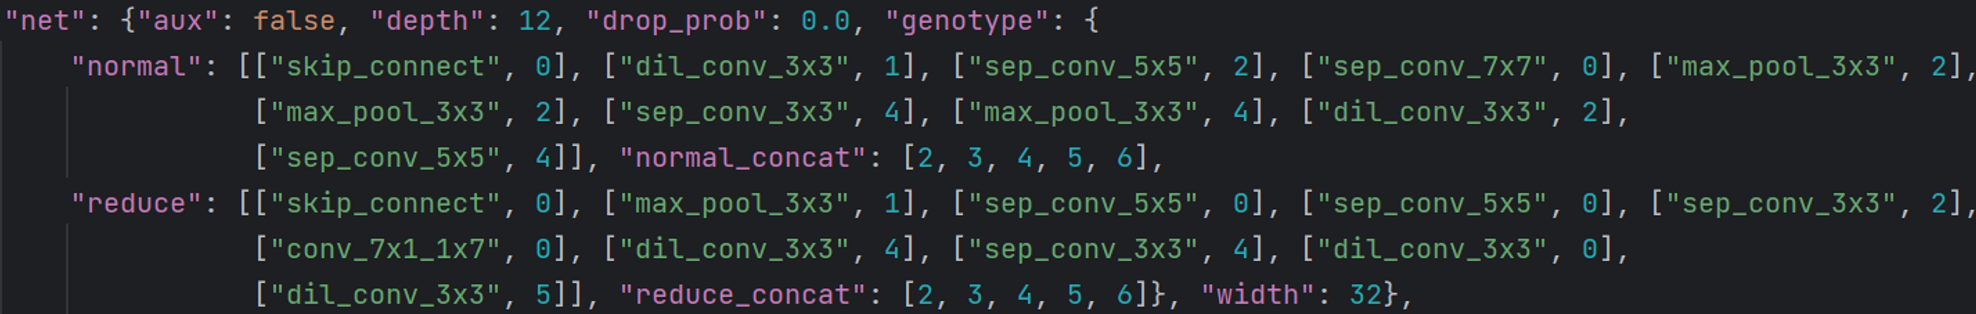 "net": {"aux": false, "depth": 12, "drop_prob": 0.0, "genotype": {
"normal": [["skip_connect", 0], ["dil_conv_3x3", 1], ["sep_conv_5x5", 2], ["sep_conv_7x7", 0], ["max_pool_3x3", 2],
["max_pool_3x3", 2], ["sep_conv_3x3", 4], ["max_pool_3x3", 4], ["dil_conv_3x3", 2],
["sep_conv_5x5", 4]], "normal_concat": [2, 3, 4, 5, 6],
"reduce": [["skip_connect", 0], ["max_pool_3x3", 1], ["sep_conv_5x5", 0], ["sep_conv_5x5", 0], ["sep_conv_3x3", 2],
["conv_7x1_1x7", 0], ["dil_conv_3x3", 4], ["sep_conv_3x3", 4], ["dil_conv_3x3", 0],
["dil_conv_3x3", 5]], "reduce_concat": [2, 3, 4, 5, 6]}, "width": 32},